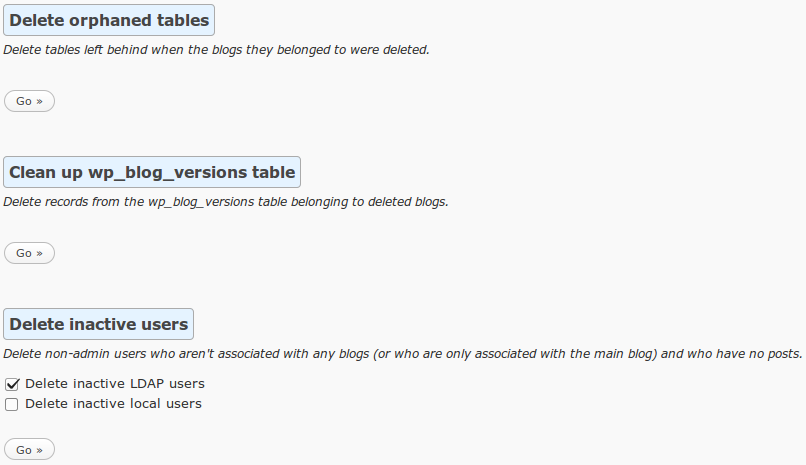 Delete orphaned tables
Delete tables left behind when the blogs they belonged to were deleted.
Go »
Clean up wp_blog_versions table
Delete records from the wp_blog_versions table belonging to deleted blogs.
Go »
Delete inactive users
Delete non-admin users who aren't associated with any blogs (or who are only associated with the main blog) and who have no posts.
Delete inactive LDAP users
Delete inactive local users
Go »